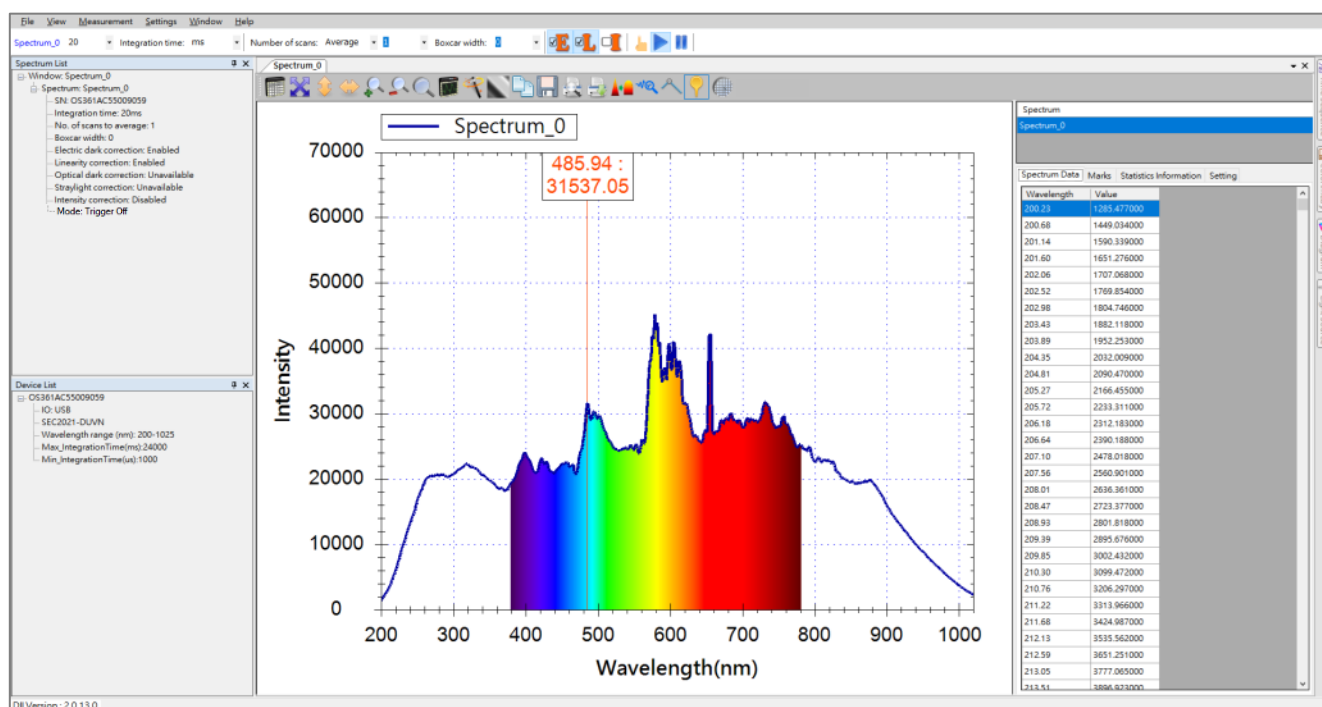 File View Measurement Settings Window Help
Spectrum_0 20 Integration time: ms Number of scans: Average 1 Boxcar width: 0
Spectrum List
Window: Spectrum_0
Spectrum: Spectrum_0
SN: OS361AC55009059
Integration time: 20ms
No. of scans to average: 1
Boxcar width: 0
Electric dark correction: Enabled
Linearity correction: Enabled
Optical dark correction: Unavailable
Straylight correction: Unavailable
Intensity correction: Disabled
Mode: Trigger Off
Device List
OS361AC55009059
IO: USB
SEC2021-DUVN
Wavelength range (nm): 200-1025
Max_IntegrationTime(ms):24000
Min_IntegrationTime(us):1000
Spectrum_0
Spectrum_0
485.94 :
31537.05
70000
60000
50000
40000
30000
20000
10000
0
Intensity
200 300 400 500 600 700 800 900 1000
Wavelength(nm)
Spectrum
Spectrum_0
Spectrum Data Marks Statistics Information Setting
Wavelength Value
200.23 1285.477000
200.68 1449.034000
201.14 1590.339000
201.60 1651.276000
202.06 1707.068000
202.52 1769.854000
202.98 1804.746000
203.43 1882.118000
203.89 1952.253000
204.35 2032.009000
204.81 2090.470000
205.27 2166.455000
205.72 2233.311000
206.18 2312.183000
206.64 2390.188000
207.10 2478.018000
207.56 2560.901000
208.01 2636.361000
208.47 2723.377000
208.93 2801.818000
209.39 2895.676000
209.85 3002.432000
210.30 3099.472000
210.76 3206.297000
211.22 3313.966000
211.68 3424.987000
212.13 3535.562000
212.59 3651.251000
213.05 3777.065000
213.51 3896.923000
Dll Version : 2.0.13.0